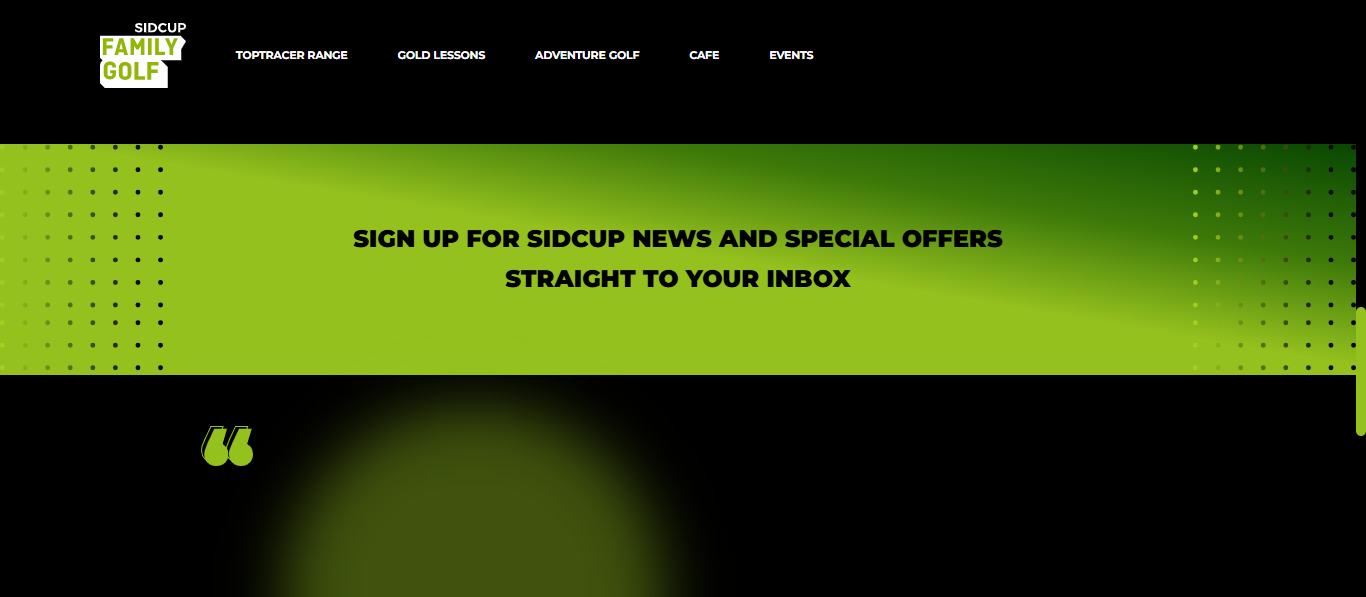 SIDCUP
FAMILY
GOLF
TOPTRACER RANGE
GOLD LESSONS
ADVENTURE GOLF
CAFE
EVENTS
SIGN UP FOR SIDCUP NEWS AND SPECIAL OFFERS
STRAIGHT TO YOUR INBOX
“